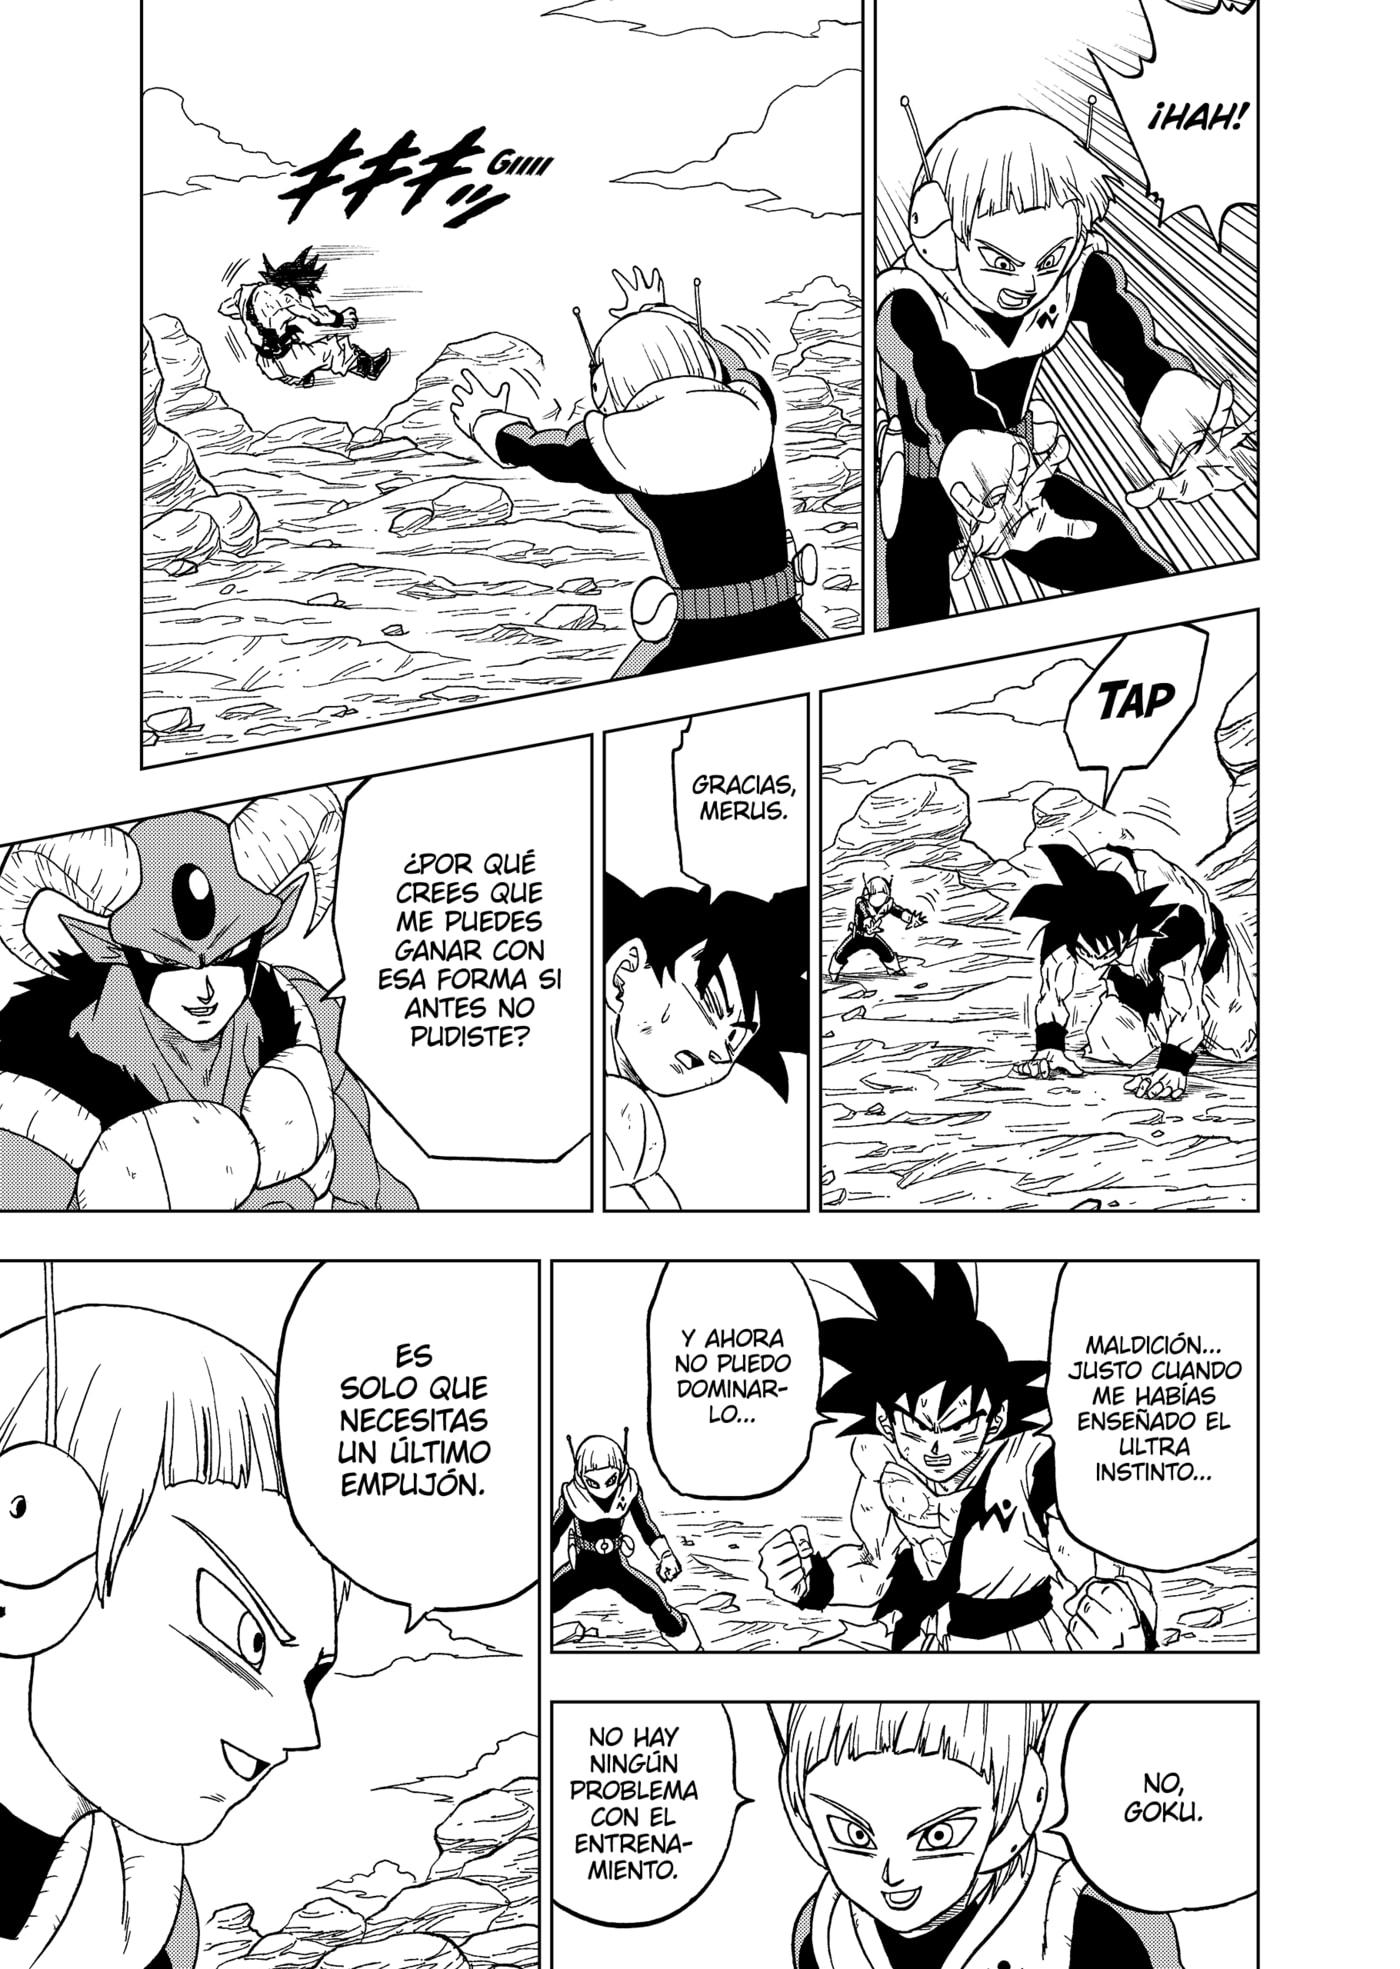 ¡HAH!
キキキッ
GIIII
TAP
GRACIAS,
MERUS.
¿POR QUÉ
CREES QUE
ME PUEDES
GANAR CON
ESA FORMA SI
ANTES NO
PUDISTE?
MALDICIÓN...
JUSTO CUANDO
ME HABÍAS
ENSEÑADO EL
ULTRA
INSTINTO...
Y AHORA
NO PUEDO
DOMINAR-
LO...
NO,
GOKU.
NO HAY
NINGÚN
PROBLEMA
CON EL
ENTRENA-
MIENTO.
ES
SOLO QUE
NECESITAS
UN ÚLTIMO
EMPUJÓN.